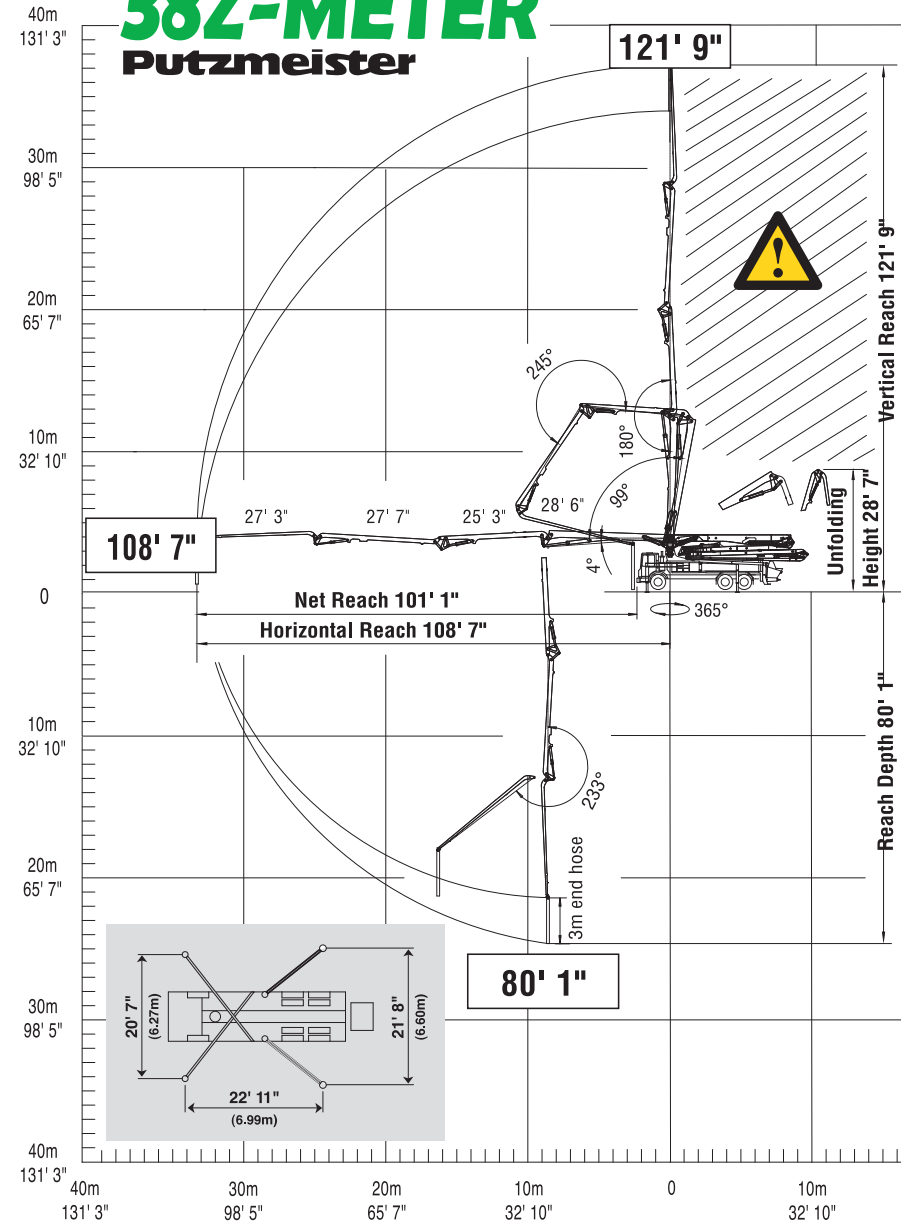 38Z-METER
Putzmeister
40m
131' 3"
121' 9"
30m
98' 5"
20m
65' 7"
Vertical Reach 121' 9"
245°
180°
10m
32' 10"
99°
27' 3"
27' 7"
25' 3"
28' 6"
108' 7"
4°
Unfolding
Height 28' 7"
0
Net Reach 101' 1"
365°
Horizontal Reach 108' 7"
10m
32' 10"
233°
Reach Depth 80' 1"
20m
65' 7"
3m end hose
80' 1"
20' 7"
(6.27m)
21' 8"
(6.60m)
22' 11"
(6.99m)
30m
98' 5"
40m
131' 3"
40m
131' 3"
30m
98' 5"
20m
65' 7"
10m
32' 10"
0
10m
32' 10"